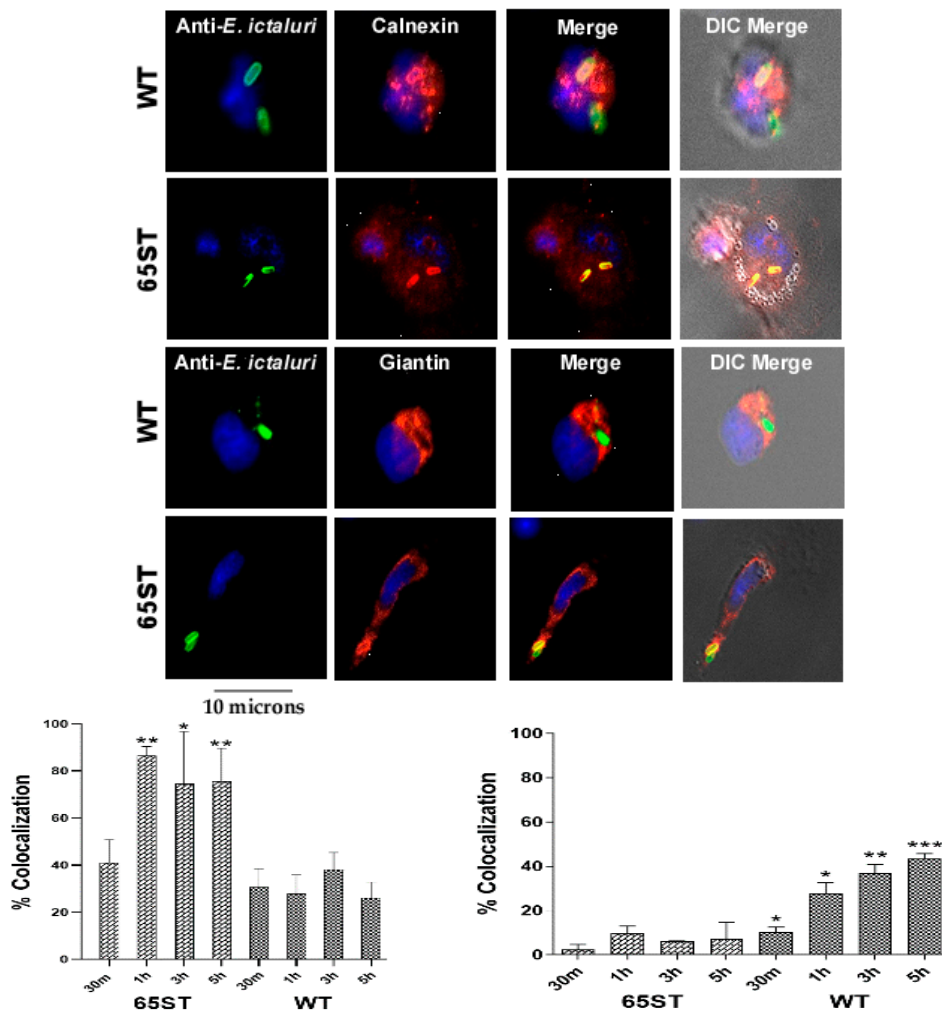 Anti-E. ictaluri Calnexin Merge DIC Merge
WT
65ST
Anti-E. ictaluri Giantin Merge DIC Merge
WT
65ST
10 microns
% Colocalization
100
80
60
40
20
0
** * **
30m 1h 3h 5h 30m 1h 3h 5h
65ST WT
% Colocalization
100
80
60
40
20
0
* * ** ***
30m 1h 3h 5h 30m 1h 3h 5h
65ST WT